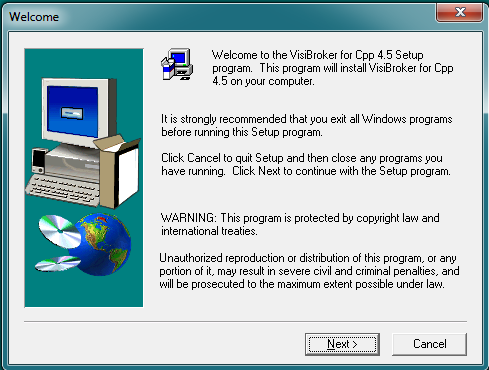 Welcome
Welcome to the VisiBroker for Cpp 4.5 Setup
program. This program will install VisiBroker for Cpp
4.5 on your computer.
It is strongly recommended that you exit all Windows programs
before running this Setup program.
Click Cancel to quit Setup and then close any programs you
have running. Click Next to continue with the Setup program.
WARNING: This program is protected by copyright law and
international treaties.
Unauthorized reproduction or distribution of this program, or any
portion of it, may result in severe civil and criminal penalties, and
will be prosecuted to the maximum extent possible under law.
Next >
Cancel